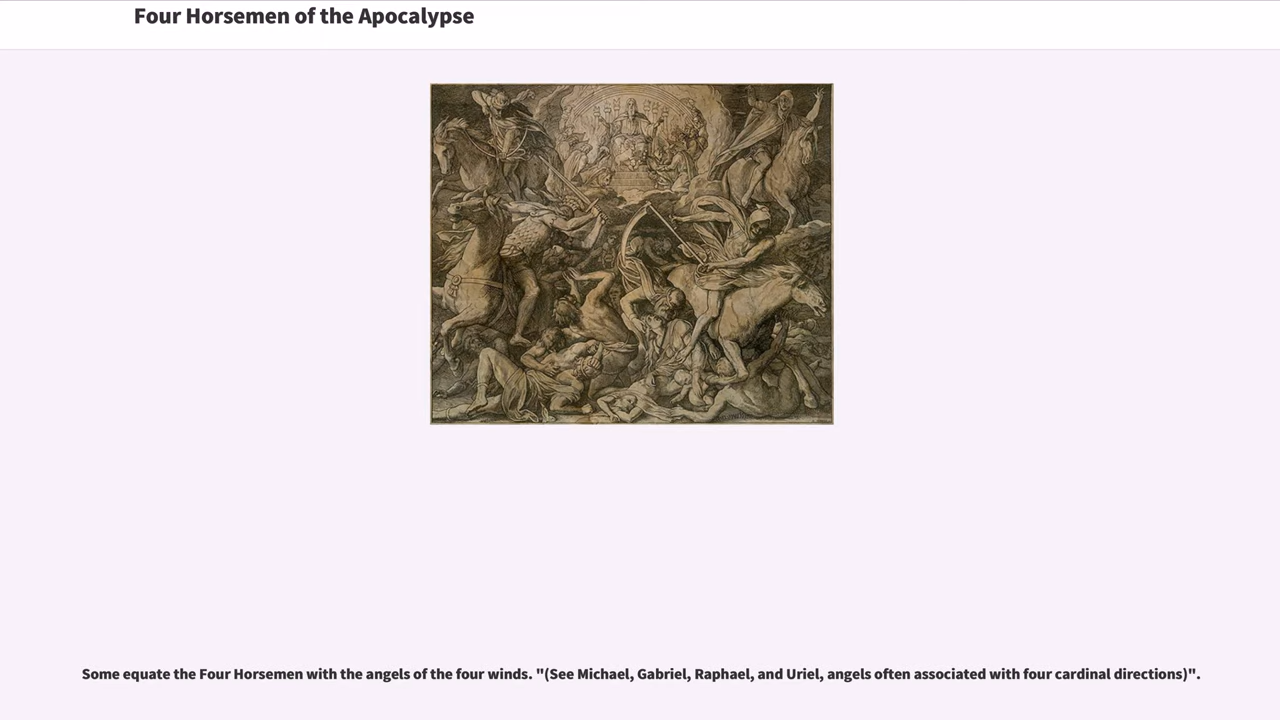 Four Horsemen of the Apocalypse
Some equate the Four Horsemen with the angels of the four winds. "(See Michael, Gabriel, Raphael, and Uriel, angels often associated with four cardinal directions)".